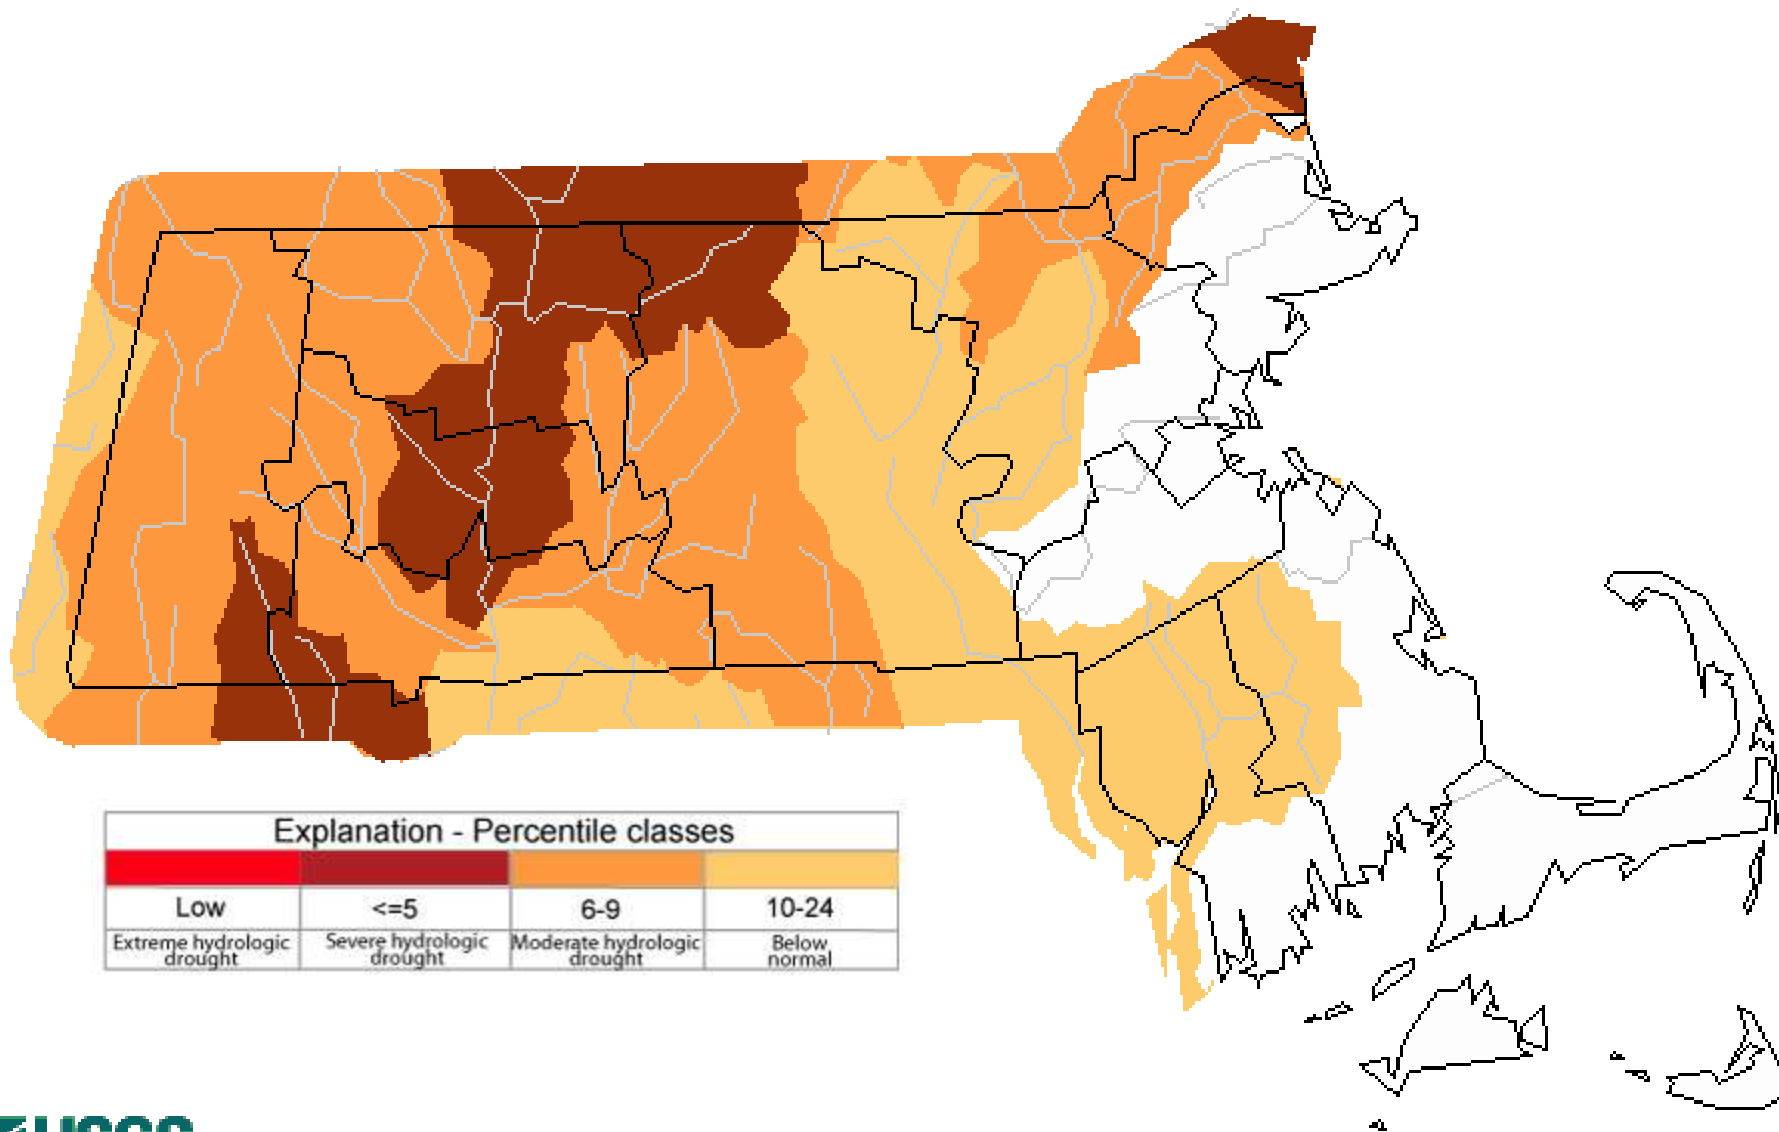 Explanation - Percentile classes
Low <=5 6-9 10-24
Extreme hydrologic drought Severe hydrologic drought Moderate hydrologic drought Below normal
USGS